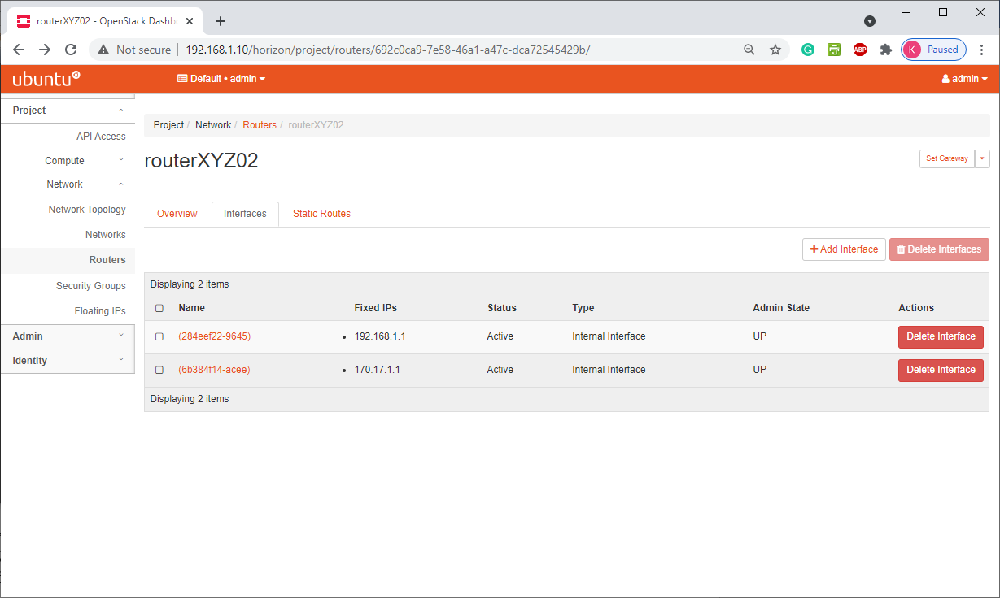 routerXYZ02 - OpenStack Dashbo
Not secure 192.168.1.10/horizon/project/routers/692c0ca9-7e58-46a1-a47c-dca72545429b/
ABP
K Paused
ubuntu Default • admin admin
Project
API Access
Compute
Network
Network Topology
Networks
Routers
Security Groups
Floating IPs
Admin
Identity
Project / Network / Routers / routerXYZ02
routerXYZ02
Set Gateway
Overview Interfaces Static Routes
+ Add Interface Delete Interfaces
Displaying 2 items
Name Fixed IPs Status Type Admin State Actions
(284eef22-9645) • 192.168.1.1 Active Internal Interface UP Delete Interface
(6b384f14-acee) • 170.17.1.1 Active Internal Interface UP Delete Interface
Displaying 2 items